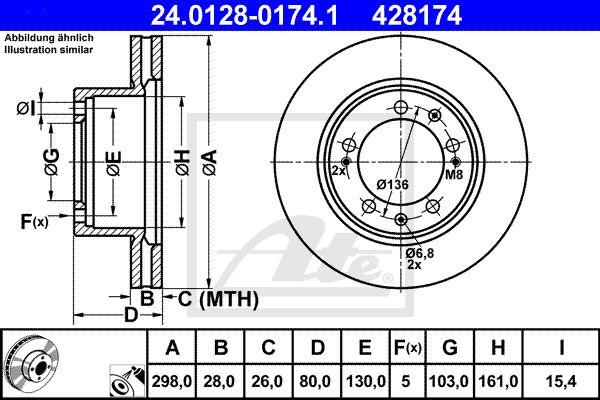 24.0128-0174.1 428174
Abbildung ähnlich
Illustration similar
ØI
ØG
ØE
ØH
ØA
F(x)
2x
M8
Ø136
Ø6,8
2x
B
C (MTH)
D
Ate
®
A B C D E F(x) G H I
298,0 28,0 26,0 80,0 130,0 5 103,0 161,0 15,4